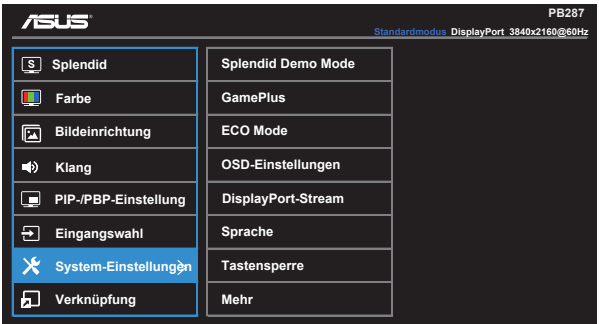 ASUS
PB287
Standardmodus DisplayPort 3840x2160@60Hz
S Splendid
Farbe
Bildeinrichtung
Klang
PIP-/PBP-Einstellung
Eingangswahl
System-Einstellungen
Verknüpfung
Splendid Demo Mode
GamePlus
ECO Mode
OSD-Einstellungen
DisplayPort-Stream
Sprache
Tastensperre
Mehr